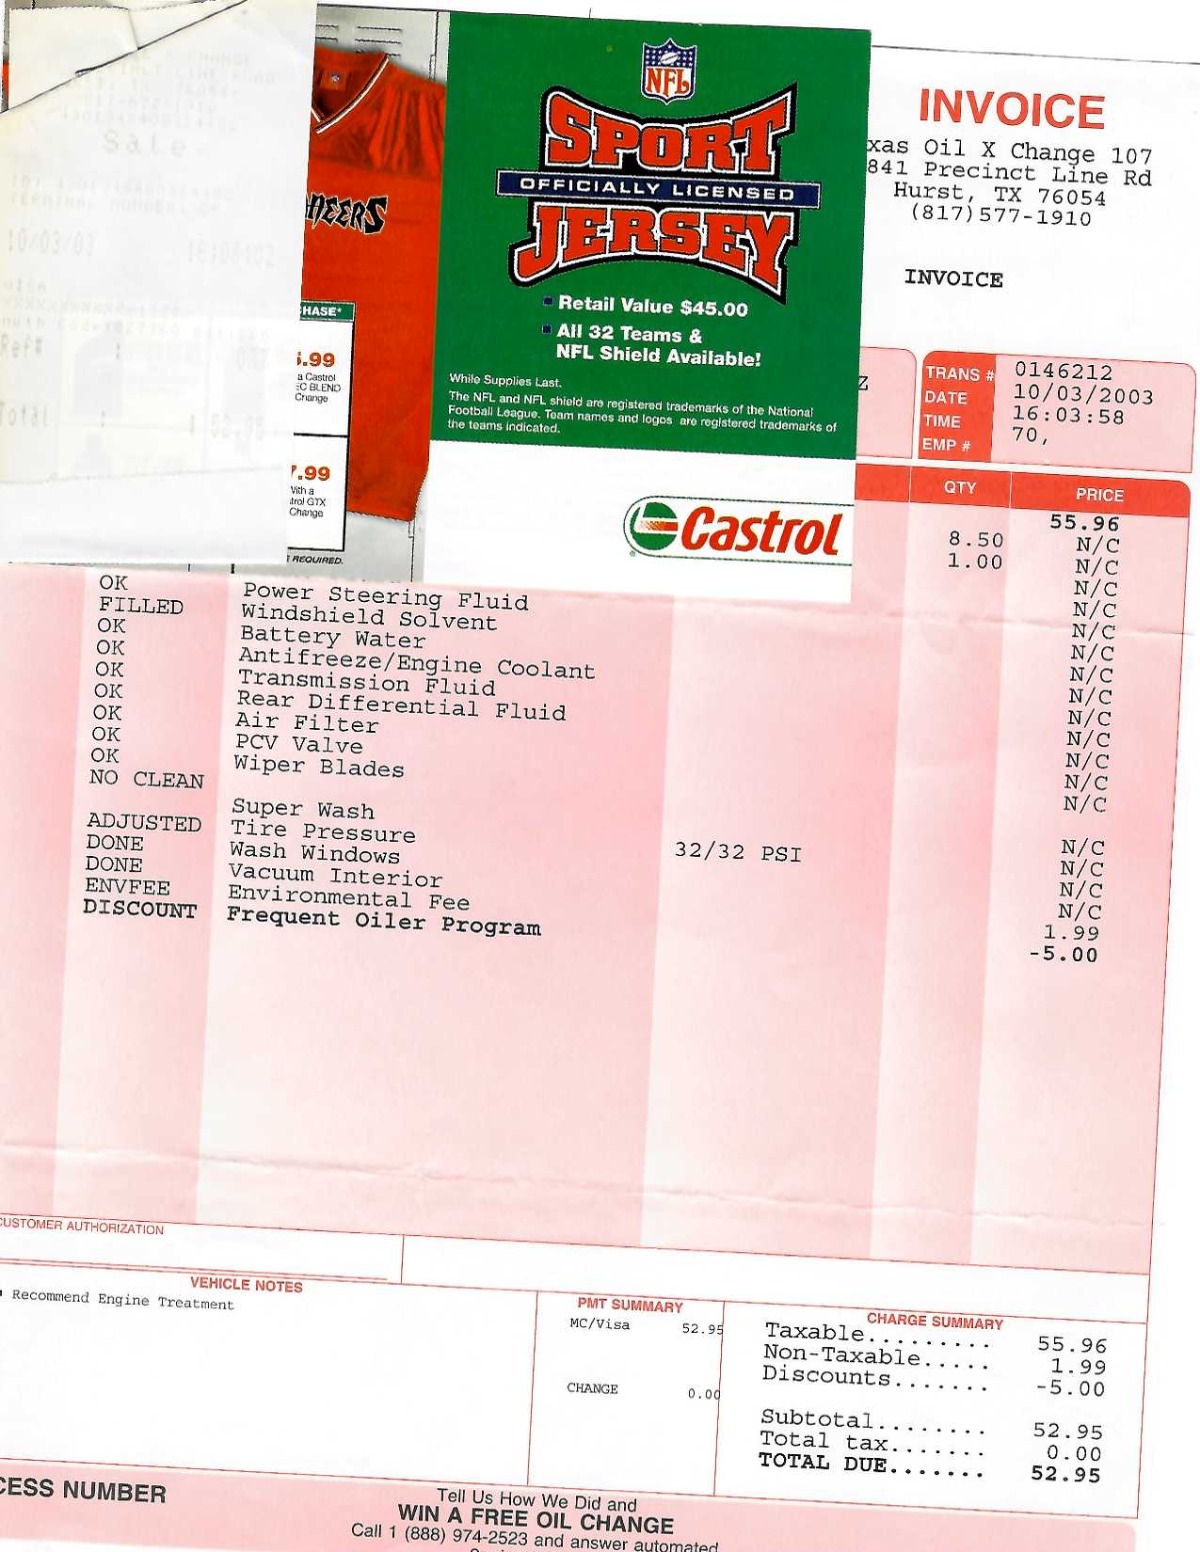 Sale
10/03/03
Ref#
Total
NEERS
CHASE*
.99
a Castrol
EC BLEND
Change
7.99
With a
trol GTX
Change
REQUIRED.
NFL
SPORT
OFFICIALLY LICENSED
JERSEY
Retail Value $45.00
All 32 Teams &
NFL Shield Available!
While Supplies Last.
The NFL and NFL shield are registered trademarks of the National
Football League. Team names and logos are registered trademarks of
the teams indicated.
Castrol
INVOICE
xas Oil X Change 107
841 Precinct Line Rd
Hurst, TX 76054
(817)577-1910
INVOICE
Z
TRANS # 0146212
DATE 10/03/2003
TIME 16:03:58
EMP # 70,
QTY PRICE
55.96
8.50 N/C
1.00 N/C
N/C
OK Power Steering Fluid N/C
FILLED Windshield Solvent N/C
OK Battery Water N/C
OK Antifreeze/Engine Coolant N/C
OK Transmission Fluid N/C
OK Rear Differential Fluid N/C
OK Air Filter N/C
OK PCV Valve N/C
OK Wiper Blades N/C
NO CLEAN N/C
Super Wash
ADJUSTED Tire Pressure 32/32 PSI N/C
DONE Wash Windows N/C
DONE Vacuum Interior N/C
ENVFEE Environmental Fee N/C
DISCOUNT Frequent Oiler Program 1.99
-5.00
CUSTOMER AUTHORIZATION
VEHICLE NOTES
Recommend Engine Treatment
PMT SUMMARY
MC/Visa 52.95
CHANGE 0.00
CHARGE SUMMARY
Taxable......... 55.96
Non-Taxable..... 1.99
Discounts....... -5.00
Subtotal........ 52.95
Total tax....... 0.00
TOTAL DUE....... 52.95
CESS NUMBER
Tell Us How We Did and
WIN A FREE OIL CHANGE
Call 1 (888) 974-2523 and answer automated